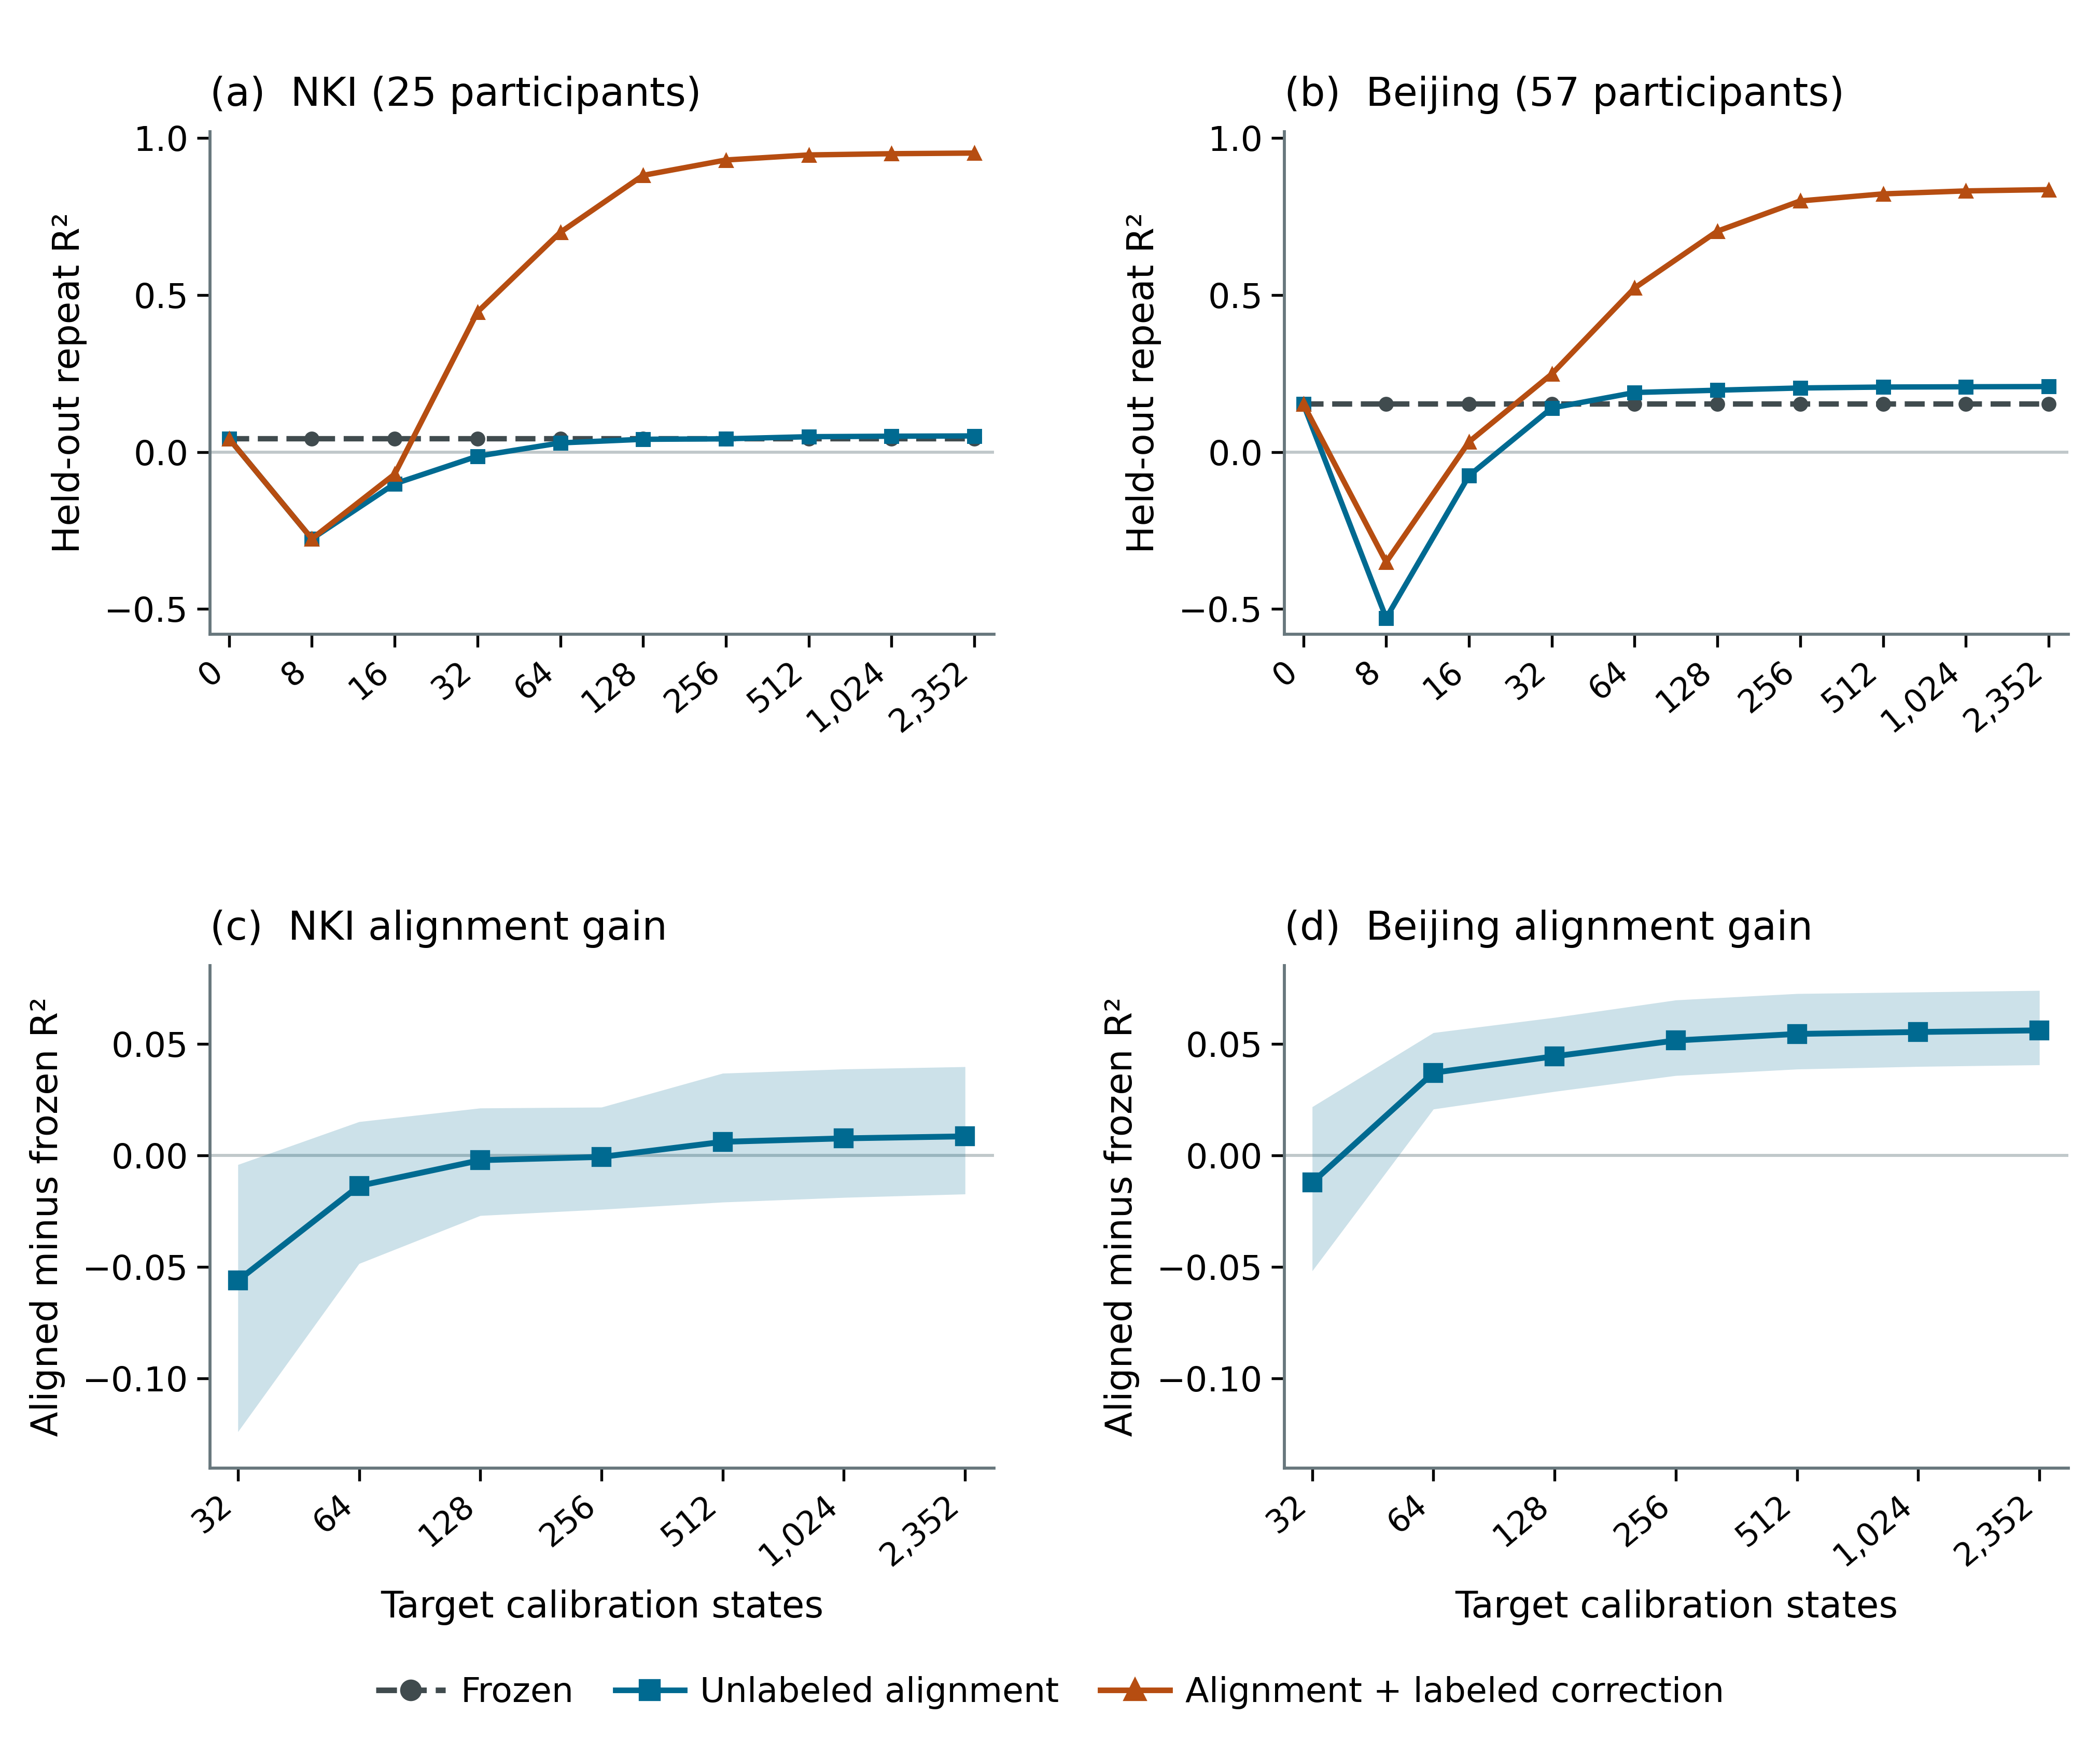 (a) NKI (25 participants)
Held-out repeat R²
1.0
0.5
0.0
−0.5
0 8 16 32 64 128 256 512 1,024 2,352
(b) Beijing (57 participants)
Held-out repeat R²
1.0
0.5
0.0
−0.5
0 8 16 32 64 128 256 512 1,024 2,352
(c) NKI alignment gain
Aligned minus frozen R²
0.05
0.00
−0.05
−0.10
32 64 128 256 512 1,024 2,352
Target calibration states
(d) Beijing alignment gain
Aligned minus frozen R²
0.05
0.00
−0.05
−0.10
32 64 128 256 512 1,024 2,352
Target calibration states
Frozen Unlabeled alignment Alignment + labeled correction